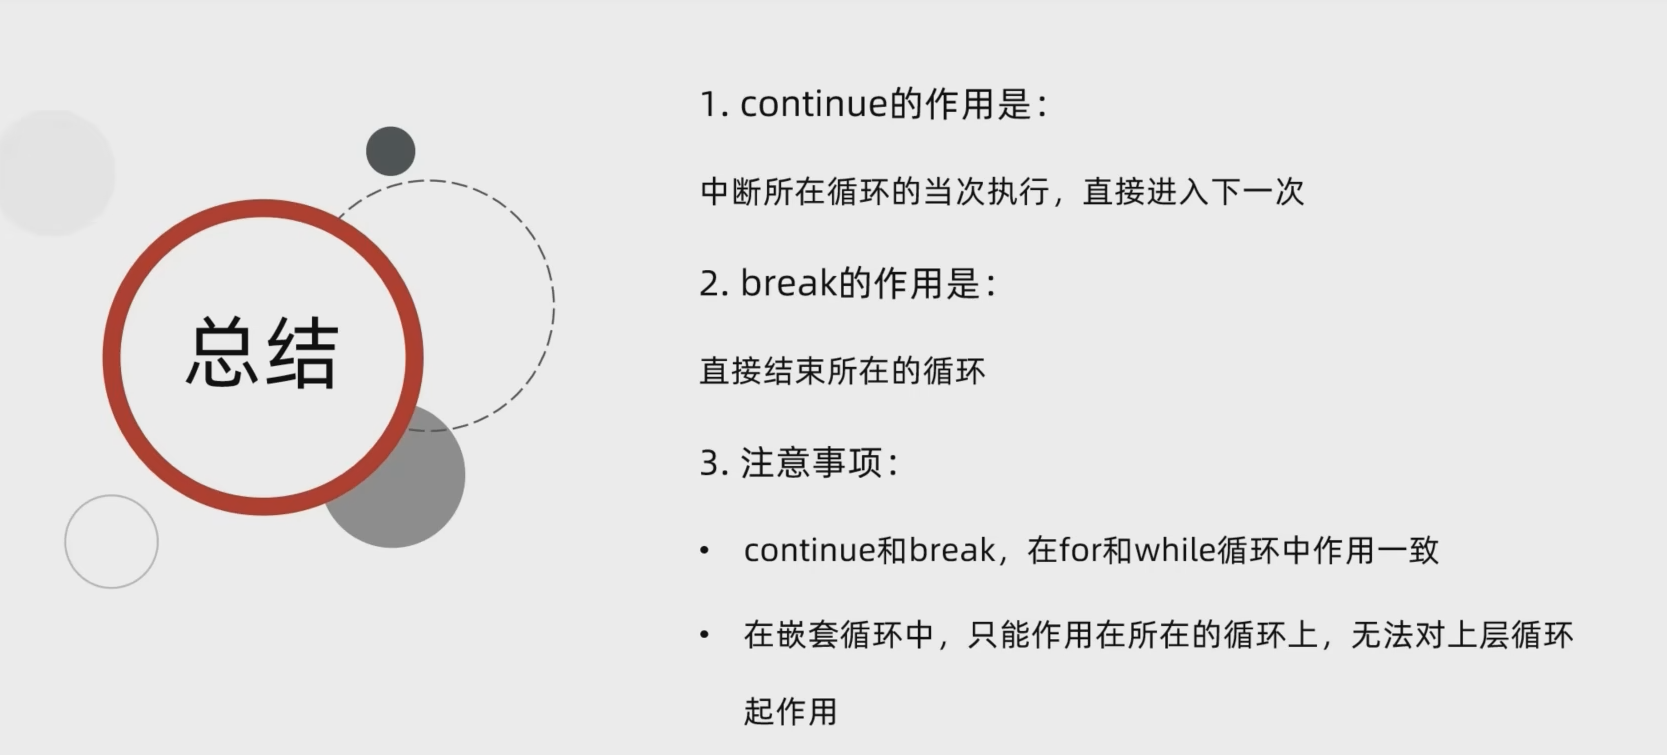 总结
1. continue的作用是：
中断所在循环的当次执行，直接进入下一次
2. break的作用是：
直接结束所在的循环
3. 注意事项：
• continue和break，在for和while循环中作用一致
• 在嵌套循环中，只能作用在所在的循环上，无法对上层循环
起作用